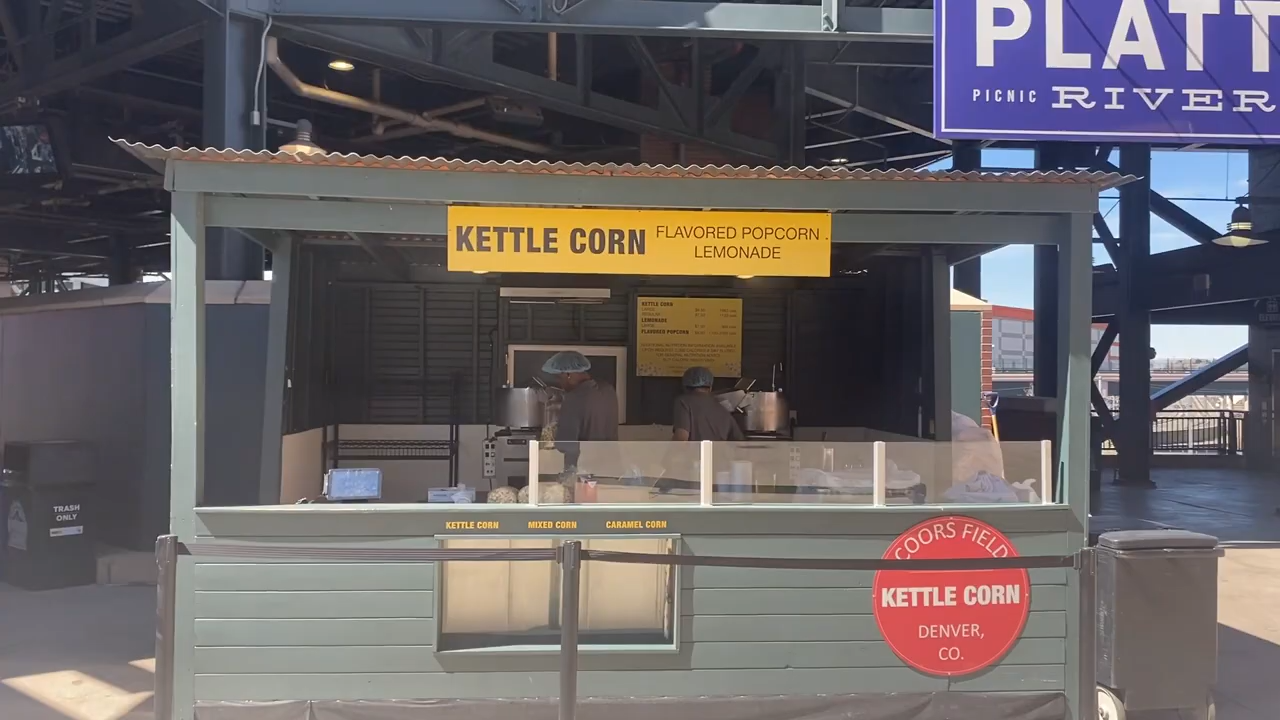 PLATT
PICNIC RIVER
KETTLE CORN
FLAVORED POPCORN
LEMONADE
KETTLE CORN
LEMONADE
FLAVORED POPCORN
TRASH
ONLY
KETTLE CORN
MIXED CORN
CARAMEL CORN
COORS FIELD
KETTLE CORN
DENVER,
CO.